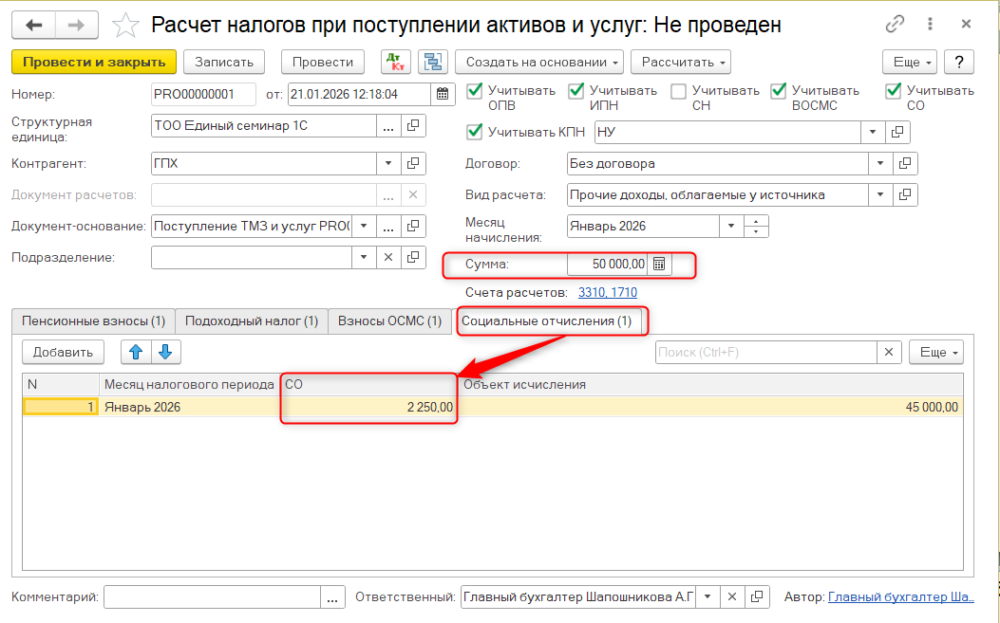 Расчет налогов при поступлении активов и услуг: Не проведен
Провести и закрыть Записать Провести Дт Кт Создать на основании Рассчитать Еще ?
Номер: PRO00000001 от: 21.01.2026 12:18:04
Учитывать ОПВ Учитывать ИПН Учитывать СН Учитывать ВОСМС Учитывать СО
Структурная единица: ТОО Единый семинар 1С ...
Учитывать КПН НУ
Контрагент: ГПХ Договор: Без договора
Документ расчетов: ... Вид расчета: Прочие доходы, облагаемые у источника
Документ-основание: Поступление ТМЗ и услуг PRO( ... Месяц начисления: Январь 2026
Подразделение: Сумма: 50 000,00
Счета расчетов: 3310, 1710
Пенсионные взносы (1) Подоходный налог (1) Взносы ОСМС (1) Социальные отчисления (1)
Добавить Поиск (Ctrl+F) Еще
N Месяц налогового периода СО Объект исчисления
1 Январь 2026 2 250,00 45 000,00
Комментарий: ... Ответственный: Главный бухгалтер Шапошникова А.Г Автор: Главный бухгалтер Ша...